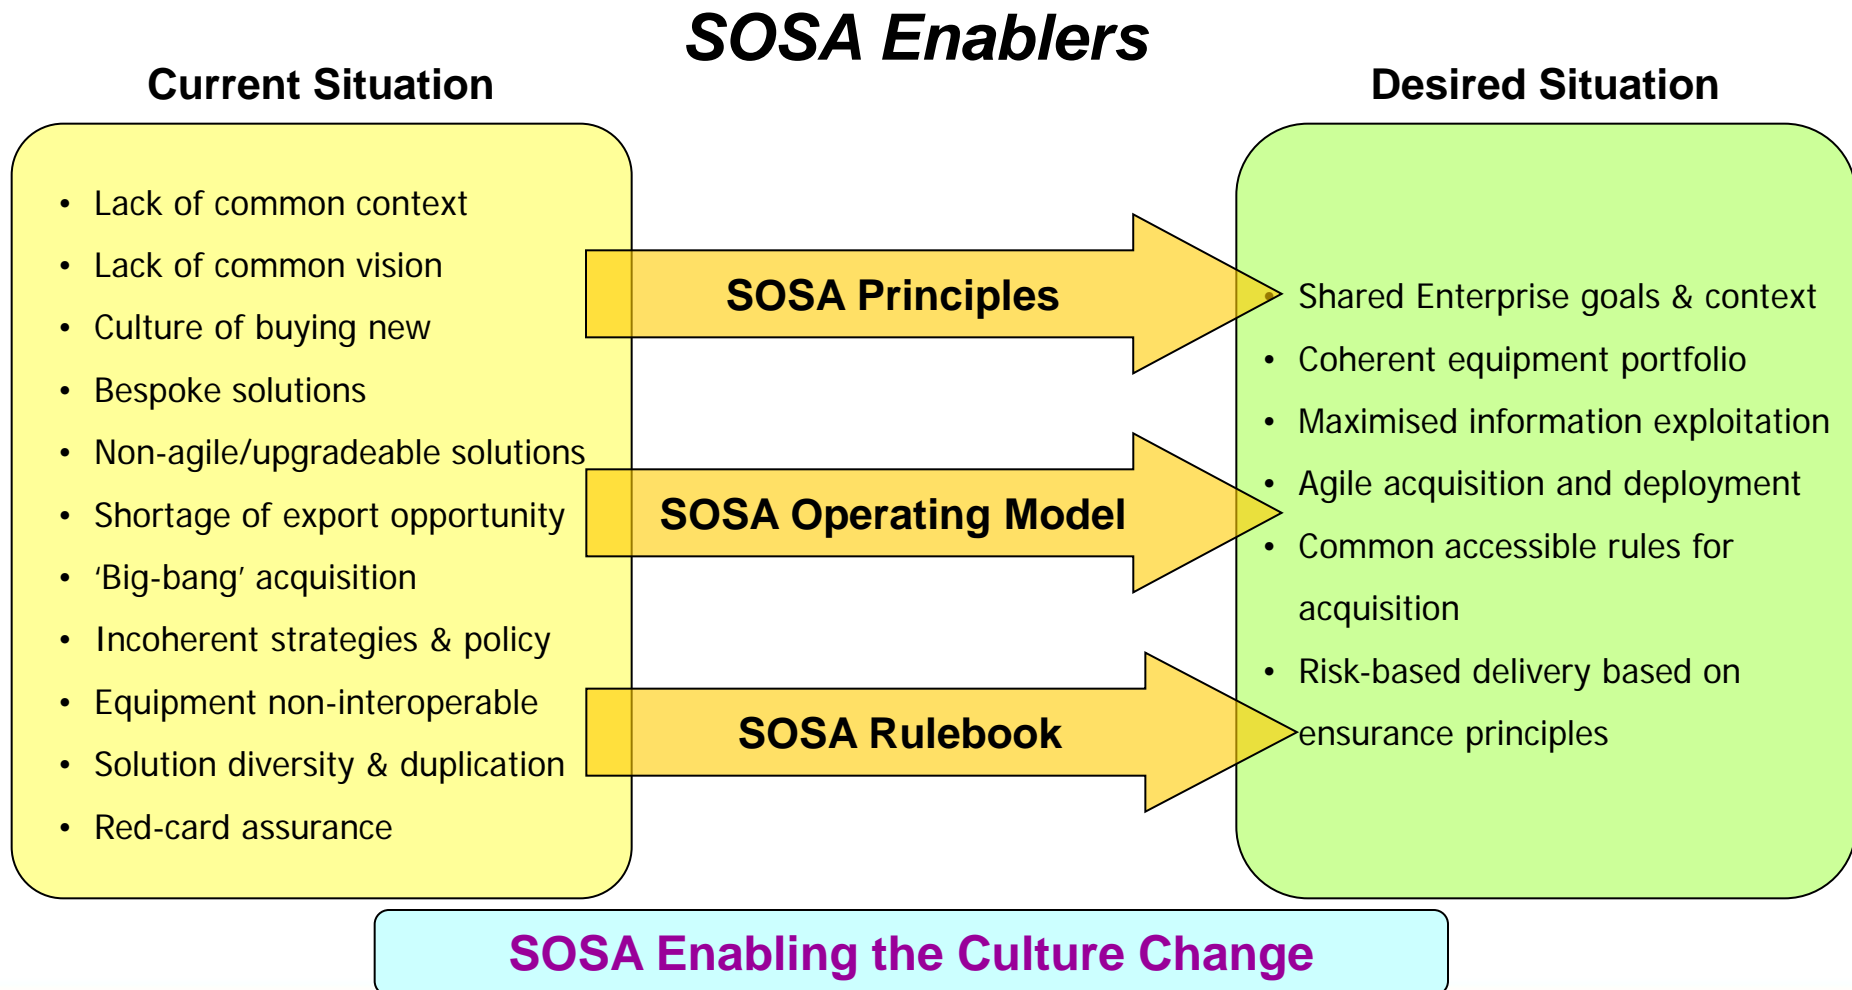 SOSA Enablers
Current Situation
• Lack of common context
• Lack of common vision
• Culture of buying new
• Bespoke solutions
• Non-agile/upgradeable solutions
• Shortage of export opportunity
• ‘Big-bang’ acquisition
• Incoherent strategies & policy
• Equipment non-interoperable
• Solution diversity & duplication
• Red-card assurance
SOSA Principles
SOSA Operating Model
SOSA Rulebook
Desired Situation
• Shared Enterprise goals & context
• Coherent equipment portfolio
• Maximised information exploitation
• Agile acquisition and deployment
• Common accessible rules for
acquisition
• Risk-based delivery based on
ensurance principles
SOSA Enabling the Culture Change